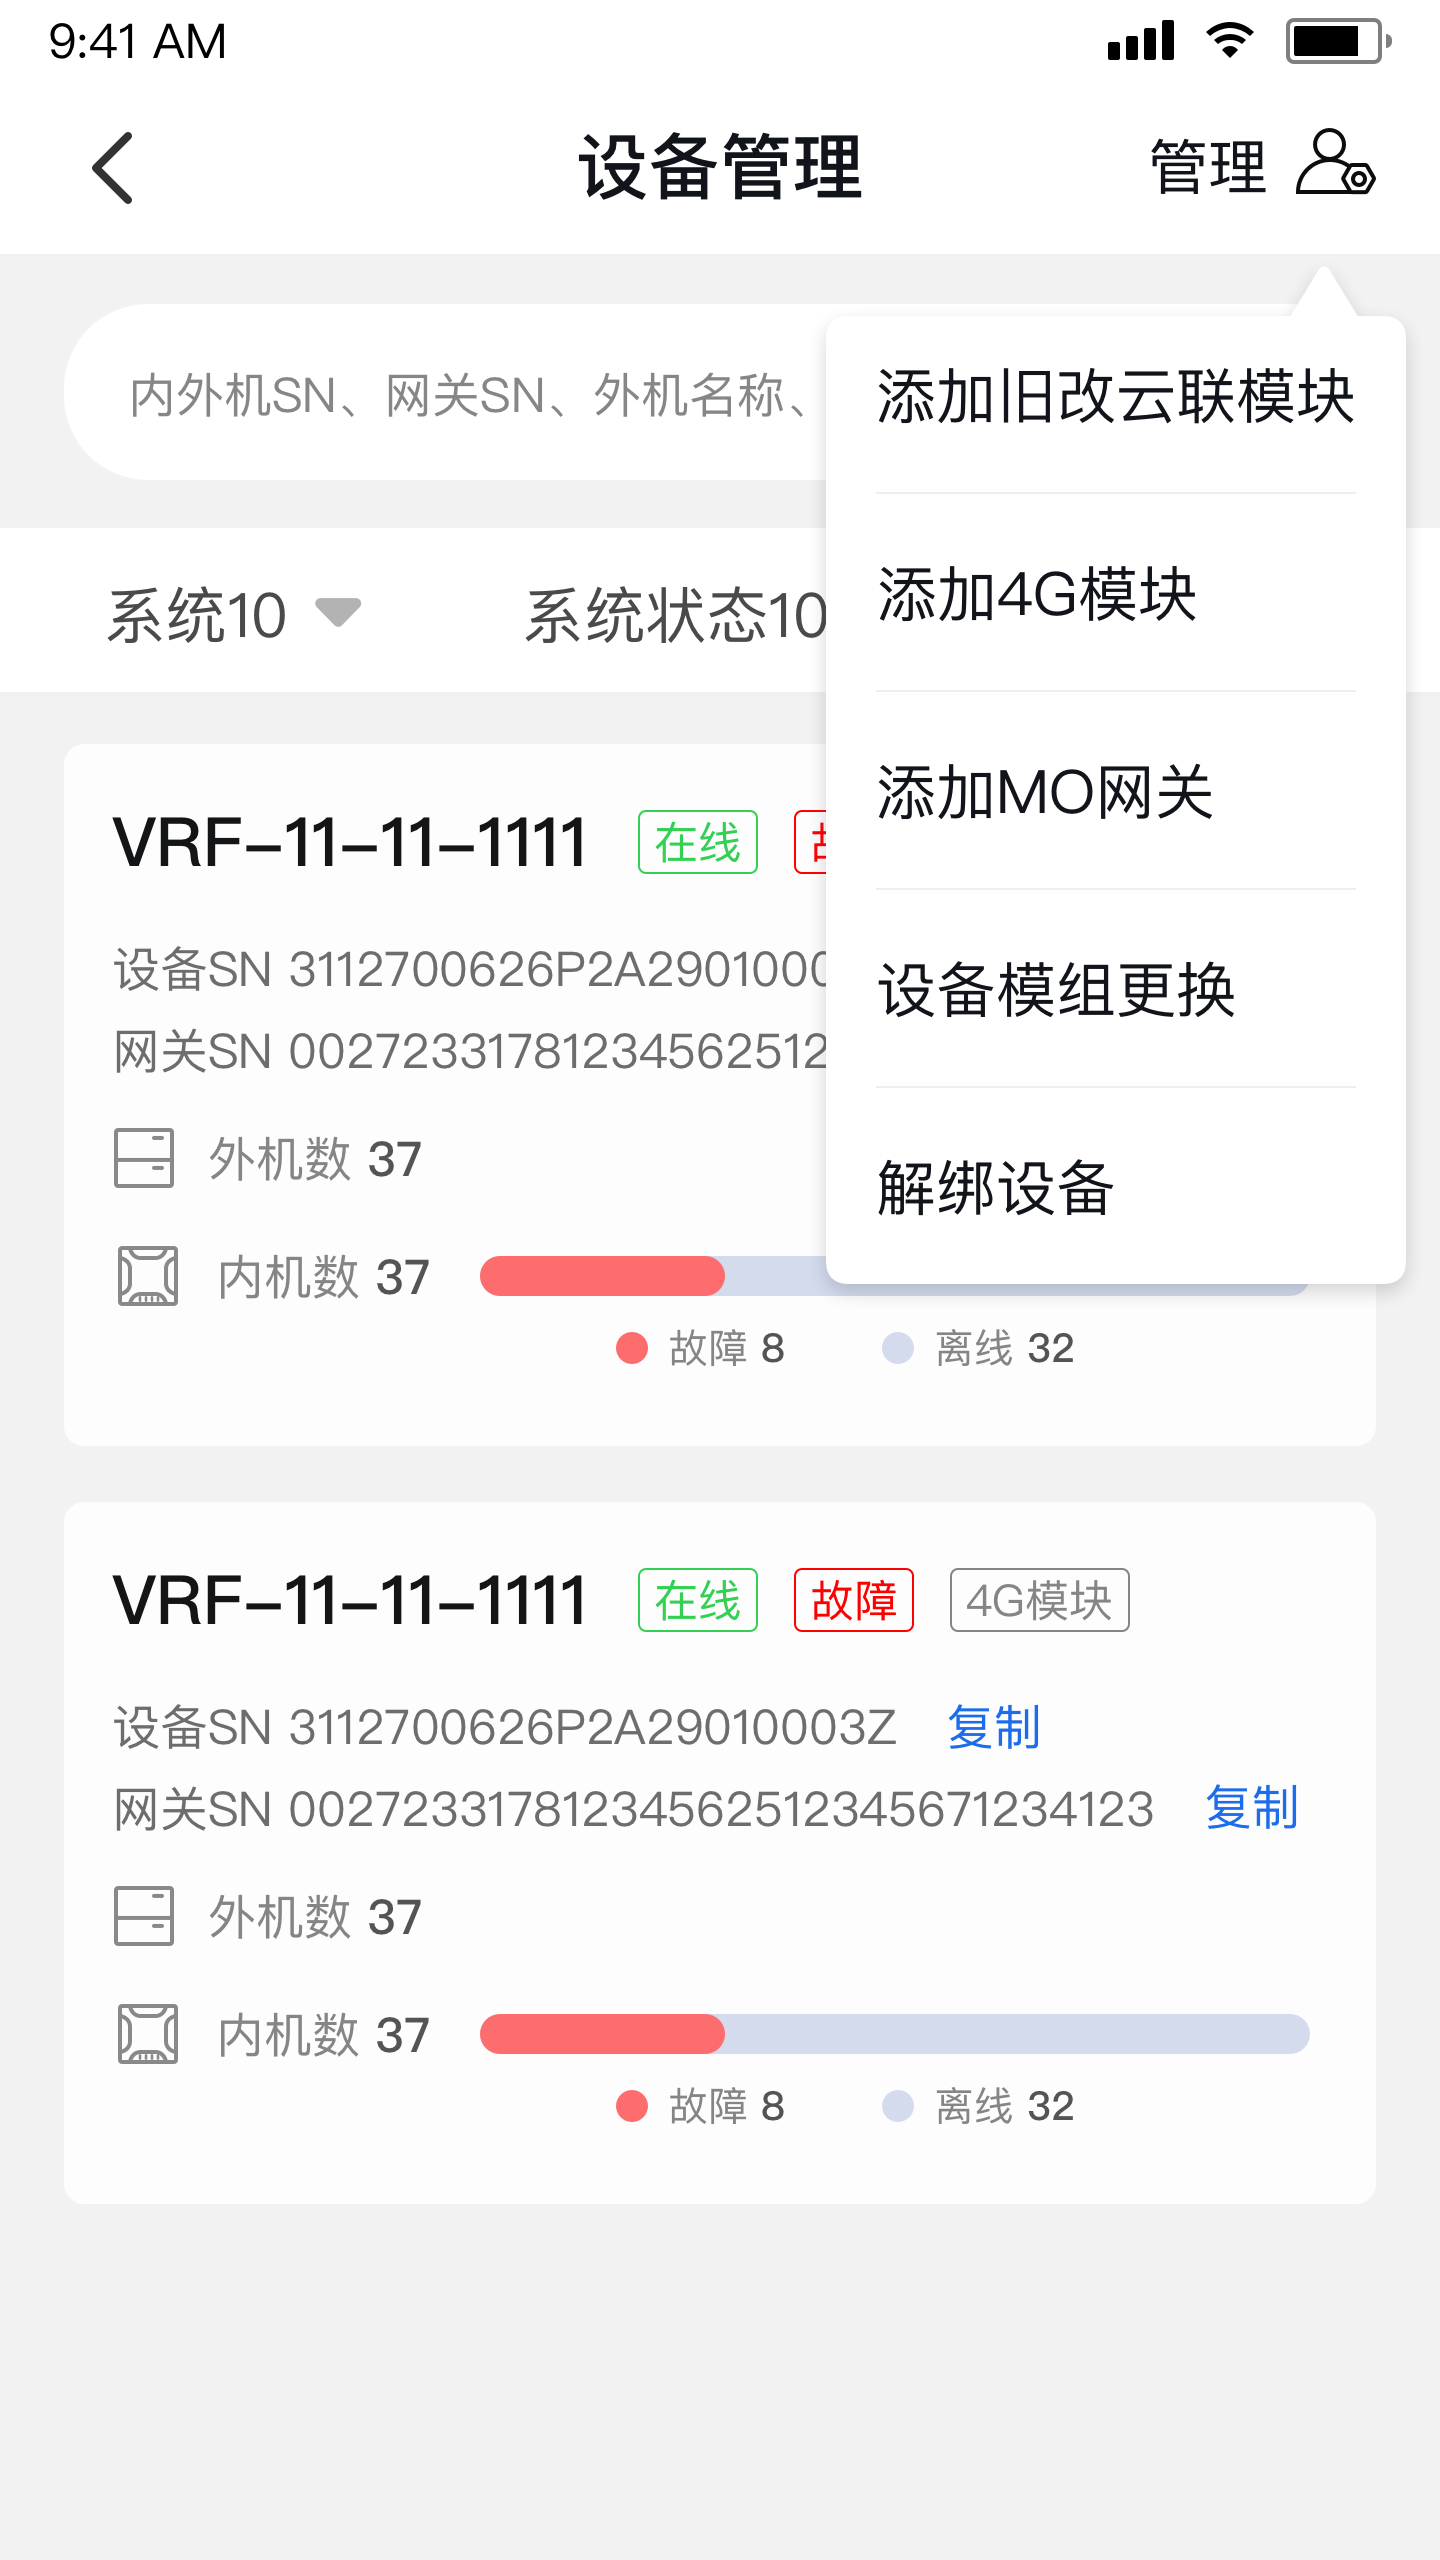 9:41 AM
设备管理
管理
内外机SN、网关SN、外机名称、
添加旧改云联模块
添加4G模块
添加MO网关
设备模组更换
解绑设备
系统10
系统状态10
VRF-11-11-1111
在线
设备SN 3112700626P2A2901000
网关SN 00272331781234562512
外机数 37
内机数 37
故障 8
离线 32
VRF-11-11-1111
在线
故障
4G模块
设备SN 3112700626P2A29010003Z 复制
网关SN 00272331781234562512345671234123 复制
外机数 37
内机数 37
故障 8
离线 32